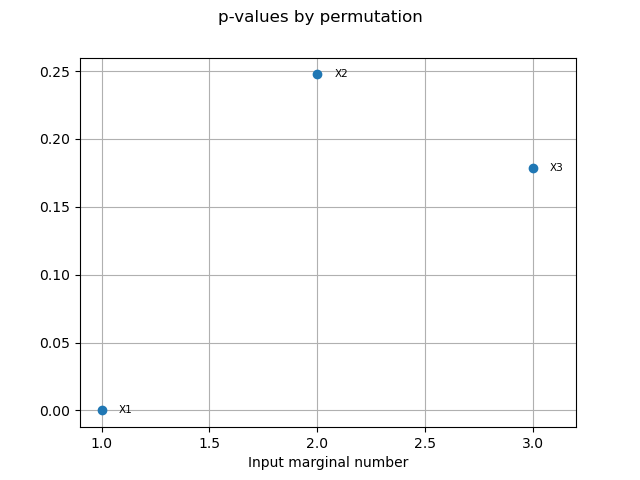 p-values by permutation
0.25
0.20
0.15
0.10
0.05
0.00
X2
X3
X1
1.0 1.5 2.0 2.5 3.0
Input marginal number